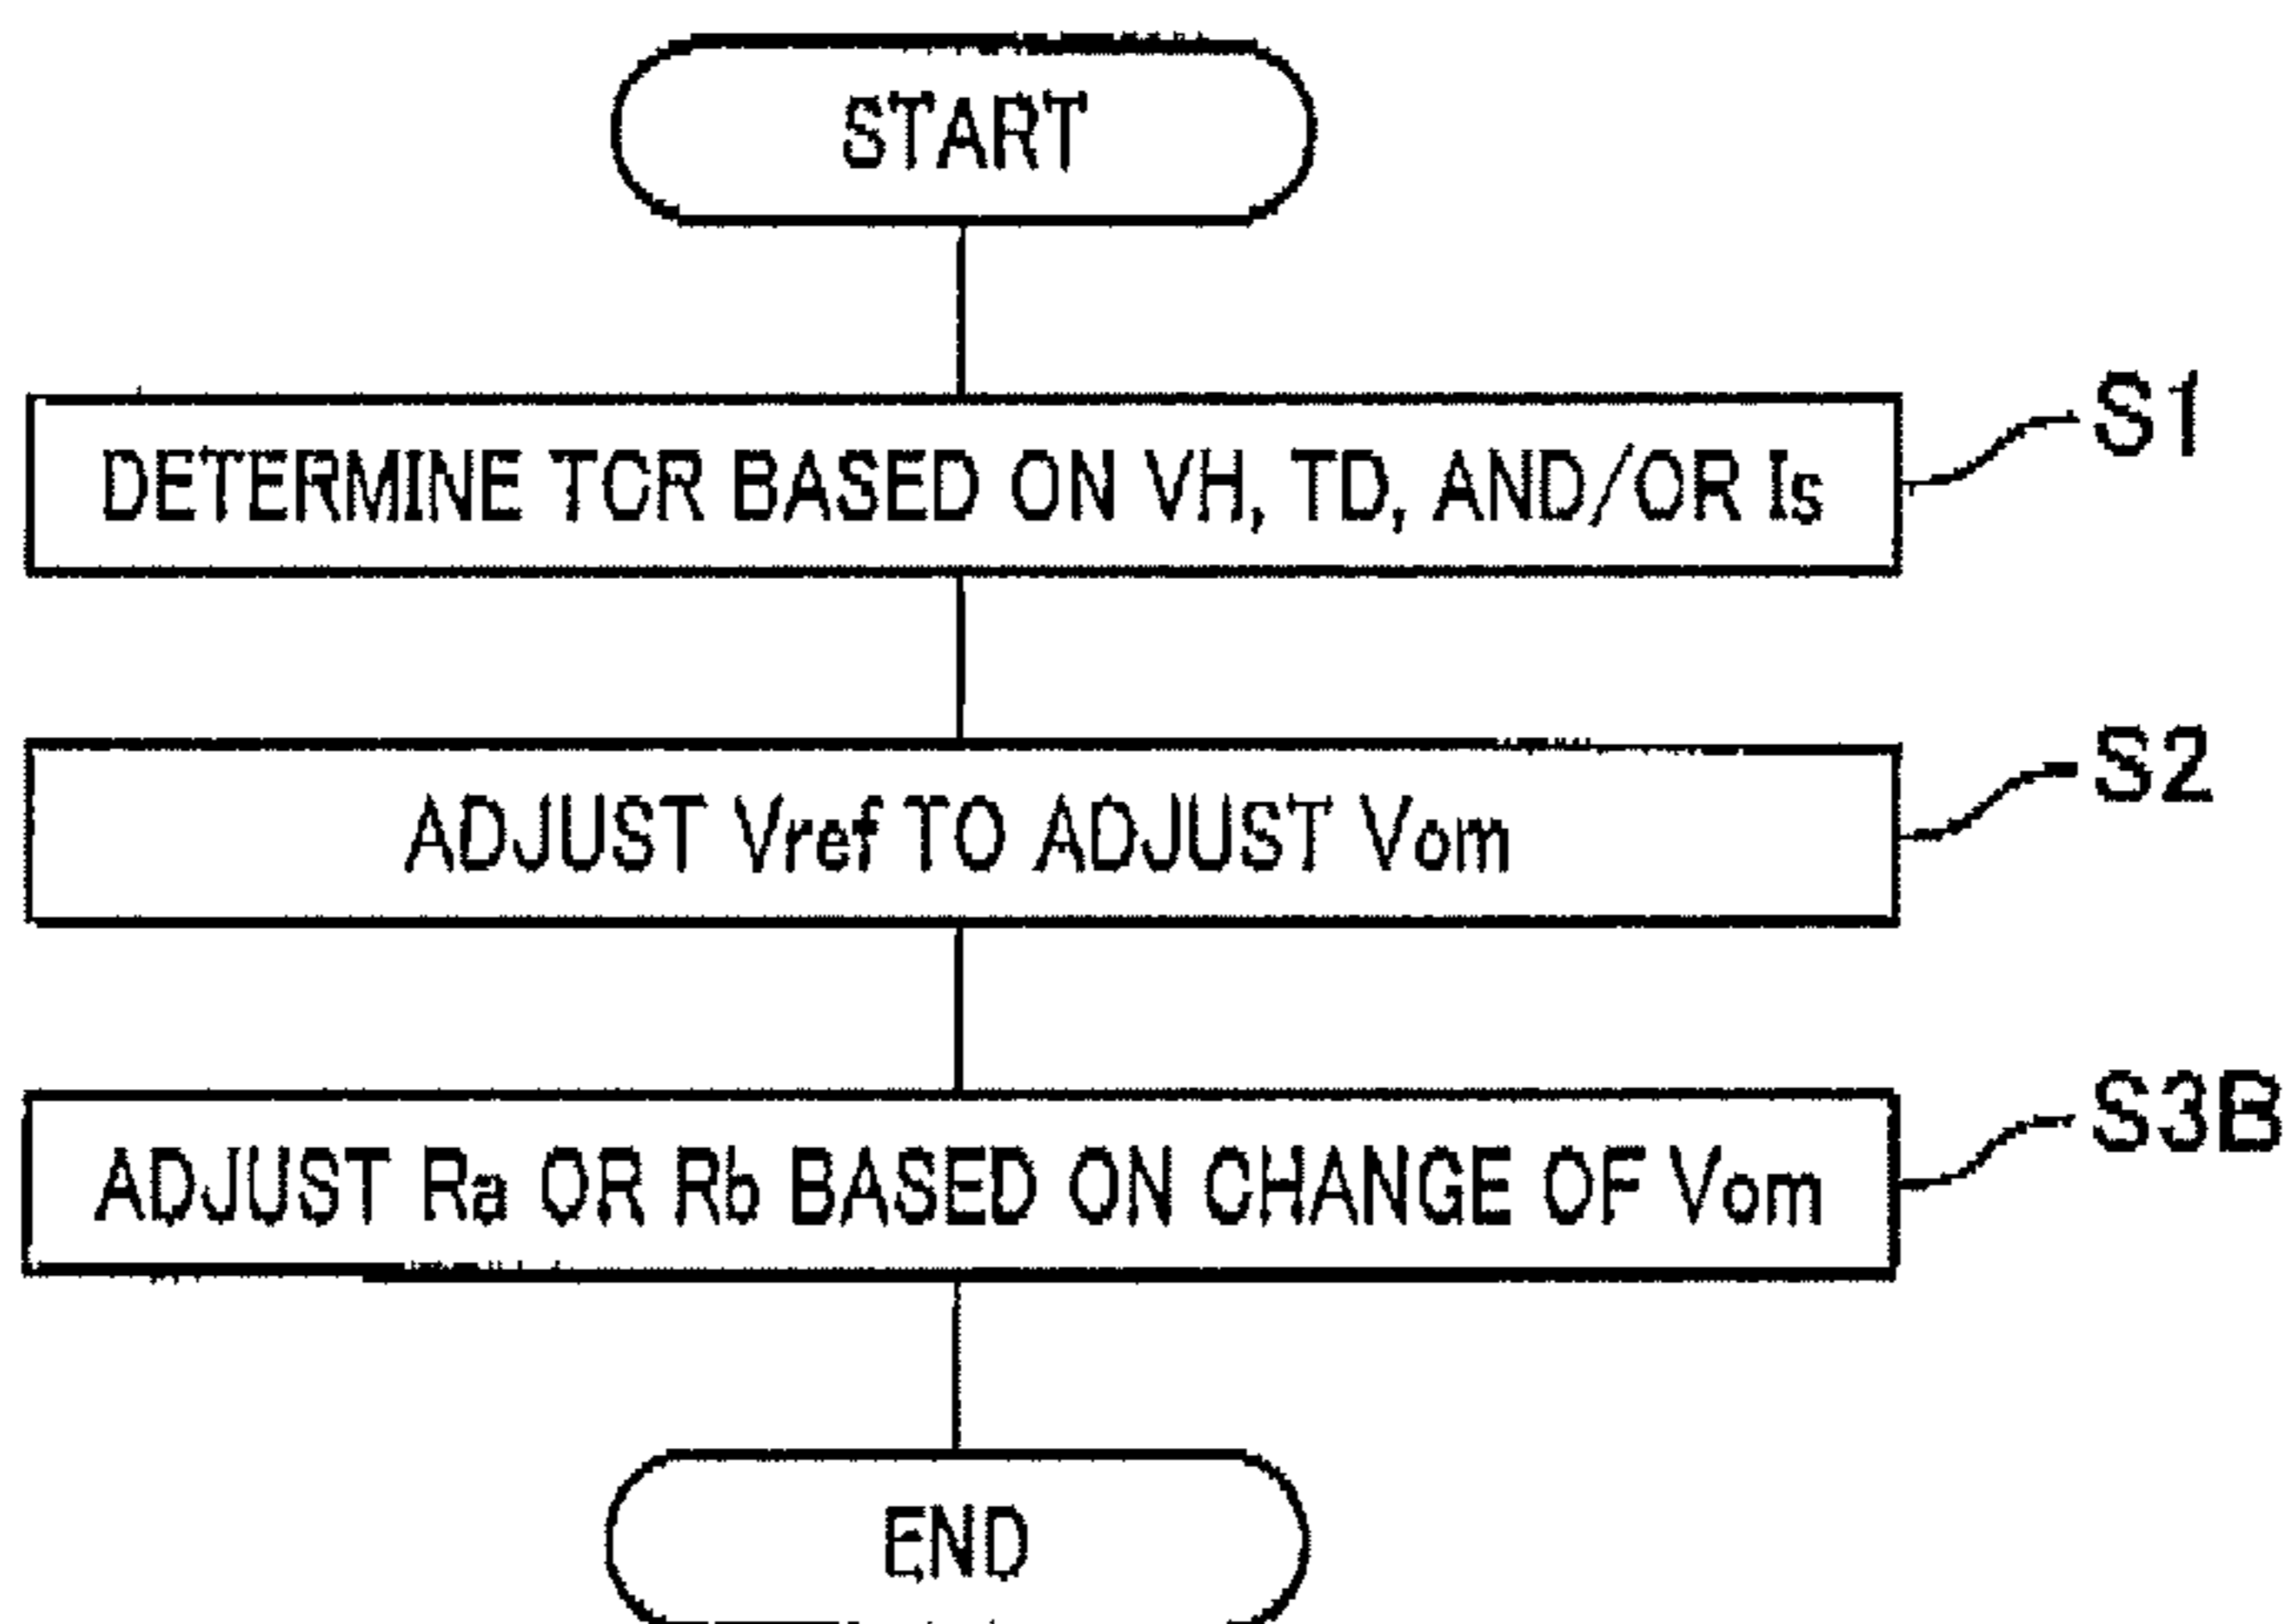 START
DETERMINE TCR BASED ON VH, TD, AND/OR Is
S1
ADJUST Vref TO ADJUST Vom
S2
ADJUST Ra OR Rb BASED ON CHANGE OF Vom
S3B
END